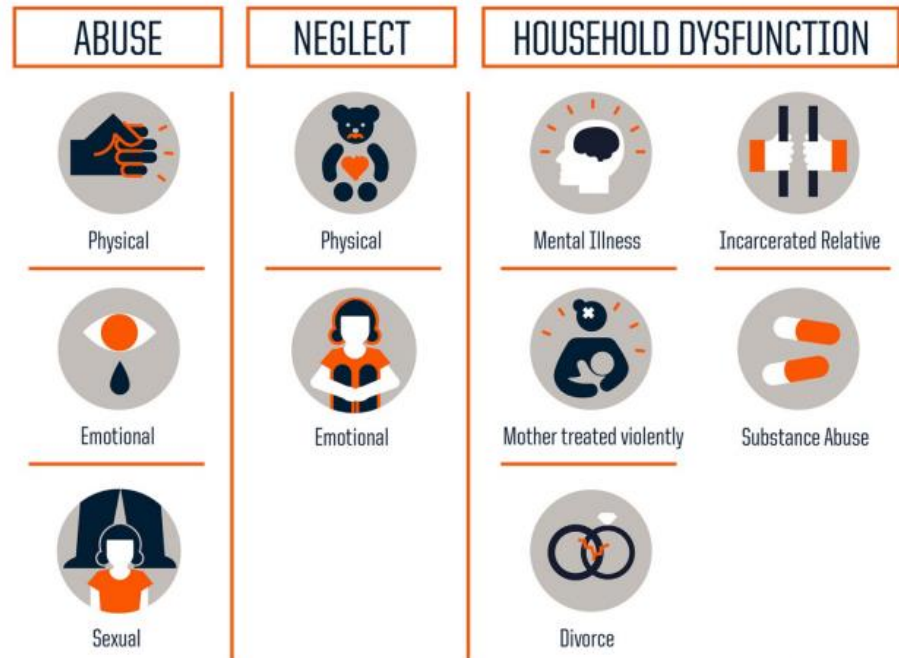 ABUSE
NEGLECT
HOUSEHOLD DYSFUNCTION
Physical
Emotional
Sexual
Physical
Emotional
Mental Illness
Incarcerated Relative
Mother treated violently
Substance Abuse
Divorce